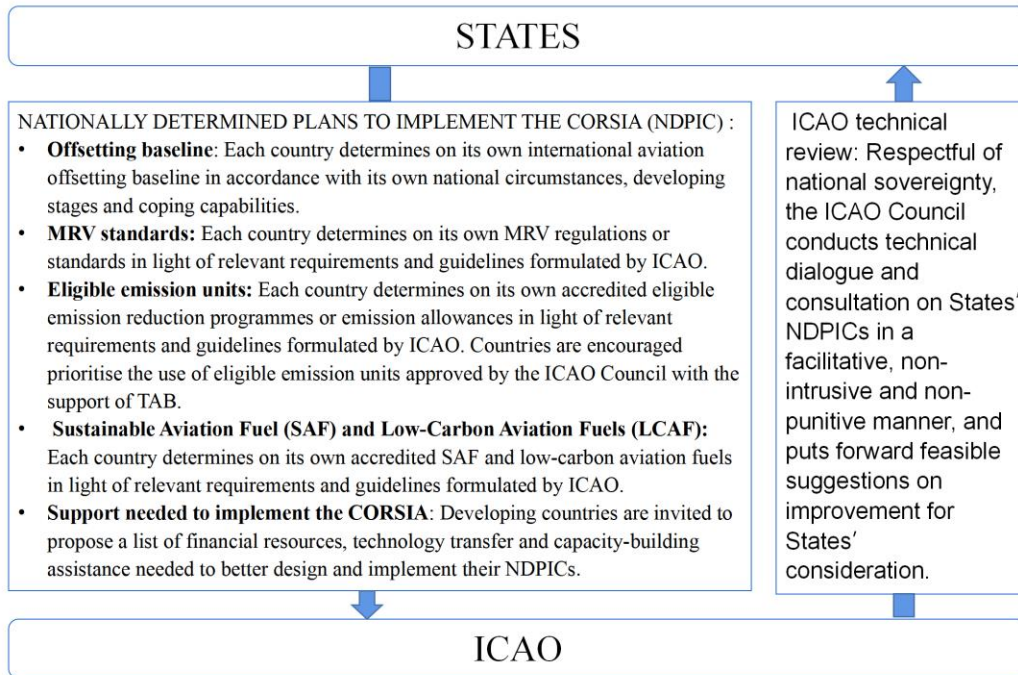 STATES
NATIONALLY DETERMINED PLANS TO IMPLEMENT THE CORSIA (NDPIC) :
• Offsetting baseline: Each country determines on its own international aviation
offsetting baseline in accordance with its own national circumstances, developing
stages and coping capabilities.
• MRV standards: Each country determines on its own MRV regulations or
standards in light of relevant requirements and guidelines formulated by ICAO.
• Eligible emission units: Each country determines on its own accredited eligible
emission reduction programmes or emission allowances in light of relevant
requirements and guidelines formulated by ICAO. Countries are encouraged
prioritise the use of eligible emission units approved by the ICAO Council with the
support of TAB.
• Sustainable Aviation Fuel (SAF) and Low-Carbon Aviation Fuels (LCAF):
Each country determines on its own accredited SAF and low-carbon aviation fuels
in light of relevant requirements and guidelines formulated by ICAO.
• Support needed to implement the CORSIA: Developing countries are invited to
propose a list of financial resources, technology transfer and capacity-building
assistance needed to better design and implement their NDPICs.
ICAO technical
review: Respectful of
national sovereignty,
the ICAO Council
conducts technical
dialogue and
consultation on States'
NDPICs in a
facilitative, non-
intrusive and non-
punitive manner, and
puts forward feasible
suggestions on
improvement for
States'
consideration.
ICAO